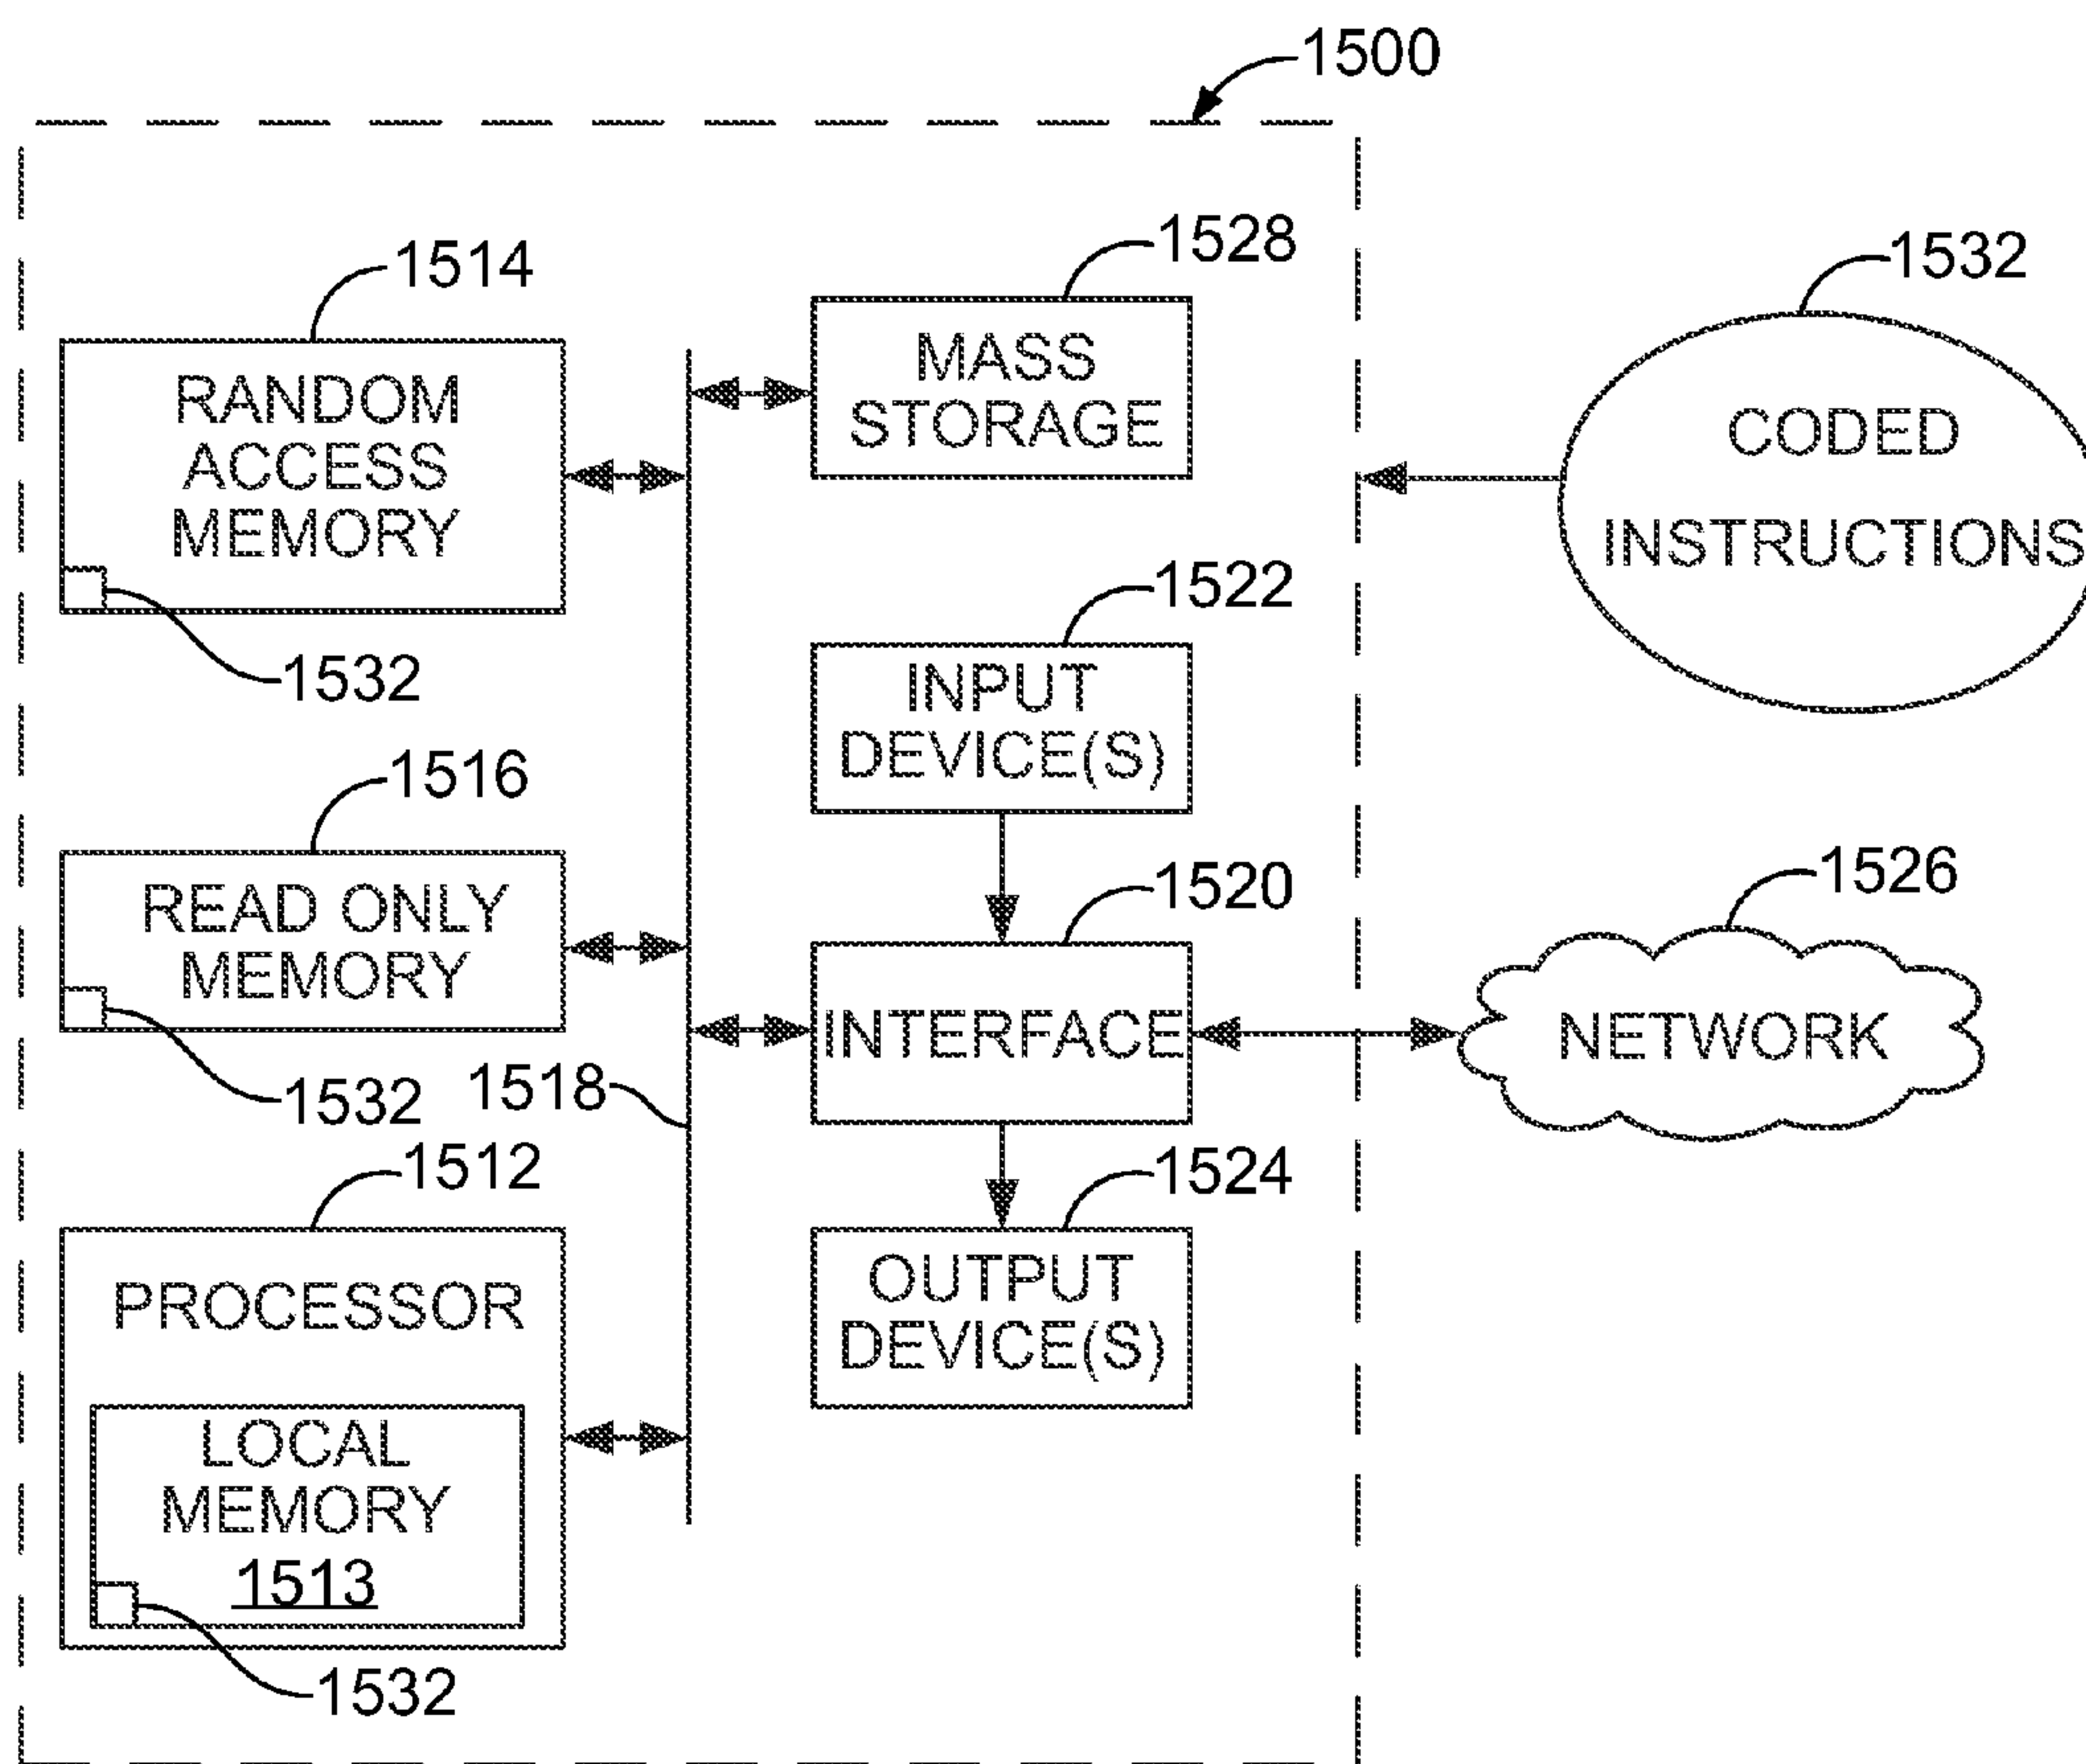 1500
1514
RANDOM
ACCESS
MEMORY
1532
1516
READ ONLY
MEMORY
1532
1512
PROCESSOR
LOCAL
MEMORY
1513
1532
1518
1528
MASS
STORAGE
1522
INPUT
DEVICE(S)
1520
INTERFACE
1524
OUTPUT
DEVICE(S)
1532
CODED
INSTRUCTIONS
1526
NETWORK